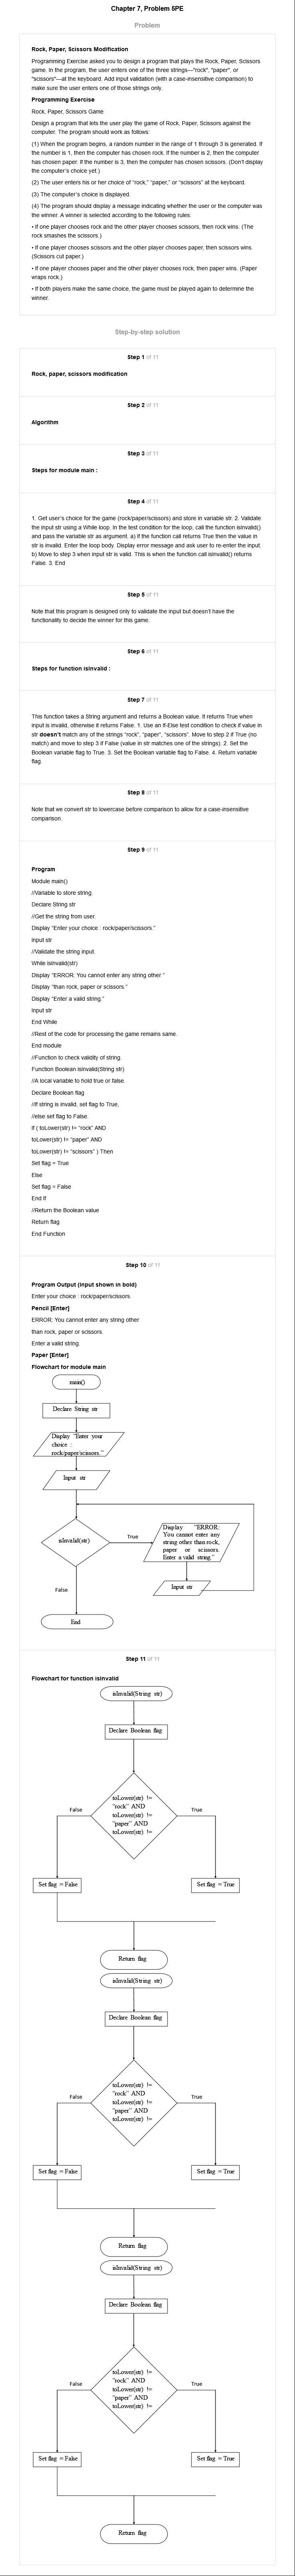 Chapter 7, Problem 5PE
Problem
Rock, Paper, Scissors Modification
Programming Exercise asked you to design a program that plays the Rock, Paper, Scissors
game. In the program, the user enters one of the three strings—"rock", "paper", or
"scissors"—at the keyboard. Add input validation (with a case-insensitive comparison) to
make sure the user enters one of those strings only.
Programming Exercise
Rock, Paper, Scissors Game
Design a program that lets the user play the game of Rock, Paper, Scissors against the
computer. The program should work as follows:
(1) When the program begins, a random number in the range of 1 through 3 is generated. If
the number is 1, then the computer has chosen rock. If the number is 2, then the computer
has chosen paper. If the number is 3, then the computer has chosen scissors. (Don't display
the computer's choice yet.)
(2) The user enters his or her choice of "rock," "paper," or "scissors" at the keyboard.
(3) The computer's choice is displayed.
(4) The program should display a message indicating whether the user or the computer was
the winner. A winner is selected according to the following rules:
• If one player chooses rock and the other player chooses scissors, then rock wins. (The
rock smashes the scissors.)
• If one player chooses scissors and the other player chooses paper, then scissors wins.
(Scissors cut paper.)
• If one player chooses paper and the other player chooses rock, then paper wins. (Paper
wraps rock.)
• If both players make the same choice, the game must be played again to determine the
winner.
Step-by-step solution
Step 1 of 11
Rock, paper, scissors modification
Step 2 of 11
Algorithm
Step 3 of 11
Steps for module main :
Step 4 of 11
1. Get user's choice for the game (rock/paper/scissors) and store in variable str. 2. Validate
the input str using a While loop. In the test condition for the loop, call the function isInvalid()
and pass the variable str as argument. a) If the function call returns True then the value in
str is invalid. Enter the loop body. Display error message and ask user to re-enter the input.
b) Move to step 3 when input str is valid. This is when the function call isInvalid() returns
False. 3. End
Step 5 of 11
Note that this program is designed only to validate the input but doesn't have the
functionality to decide the winner for this game.
Step 6 of 11
Steps for function isInvalid :
Step 7 of 11
This function takes a String argument and returns a Boolean value. It returns True when
input is invalid, otherwise it returns False. 1. Use an If-Else test condition to check if value in
str doesn't match any of the strings "rock", "paper", "scissors". Move to step 2 if True (no
match) and move to step 3 if False (value in str matches one of the strings). 2. Set the
Boolean variable flag to True. 3. Set the Boolean variable flag to False. 4. Return variable
flag.
Step 8 of 11
Note that we convert str to lowercase before comparison to allow for a case-insensitive
comparison.
Step 9 of 11
Program
Module main()
//Variable to store string.
Declare String str
//Get the string from user.
Display "Enter your choice : rock/paper/scissors."
Input str
//Validate the string input.
While isInvalid(str)
Display "ERROR: You cannot enter any string other "
Display "than rock, paper or scissors."
Display "Enter a valid string."
Input str
End While
//Rest of the code for processing the game remains same.
End module
//Function to check validity of string.
Function Boolean isInvalid(String str)
//A local variable to hold true or false.
Declare Boolean flag
//If string is invalid, set flag to True,
//else set flag to False.
If ( toLower(str) != "rock" AND
toLower(str) != "paper" AND
toLower(str) != "scissors" ) Then
Set flag = True
Else
Set flag = False
End If
//Return the Boolean value
Return flag
End Function
Step 10 of 11
Program Output (Input shown in bold)
Enter your choice : rock/paper/scissors.
Pencil [Enter]
ERROR: You cannot enter any string other
than rock, paper or scissors.
Enter a valid string.
Paper [Enter]
Flowchart for module main
main()
Declare String str
Display "Enter your
choice :
rock/paper/scissors."
Input str
isInvalid(str)
True
Display "ERROR:
You cannot enter any
string other than rock,
paper or scissors.
Enter a valid string."
Input str
False
End
Step 11 of 11
Flowchart for function isInvalid
isInvalid(String str)
Declare Boolean flag
toLower(str) !=
"rock" AND
toLower(str) !=
"paper" AND
toLower(str) !=
False
True
Set flag = False
Set flag = True
Return flag
isInvalid(String str)
Declare Boolean flag
toLower(str) !=
"rock" AND
toLower(str) !=
"paper" AND
toLower(str) !=
False
True
Set flag = False
Set flag = True
Return flag
isInvalid(String str)
Declare Boolean flag
toLower(str) !=
"rock" AND
toLower(str) !=
"paper" AND
toLower(str) !=
False
True
Set flag = False
Set flag = True
Return flag